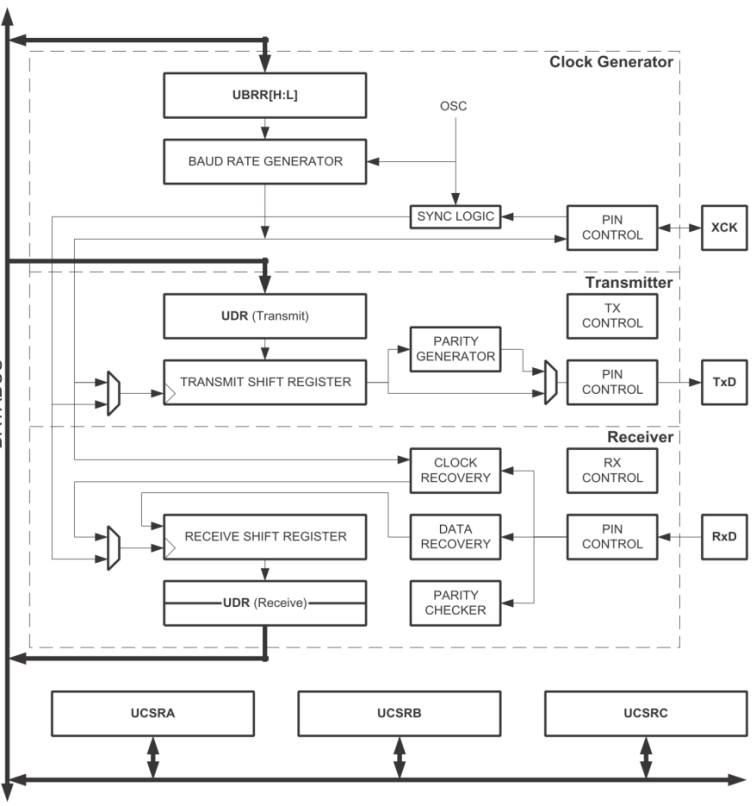 Clock Generator
UBRR[H:L]
OSC
BAUD RATE GENERATOR
SYNC LOGIC
PIN
CONTROL
XCK
Transmitter
UDR (Transmit)
TX
CONTROL
PARITY
GENERATOR
TRANSMIT SHIFT REGISTER
PIN
CONTROL
TxD
Receiver
CLOCK
RECOVERY
RX
CONTROL
RECEIVE SHIFT REGISTER
DATA
RECOVERY
PIN
CONTROL
RxD
UDR (Receive)
PARITY
CHECKER
UCSRA
UCSRB
UCSRC